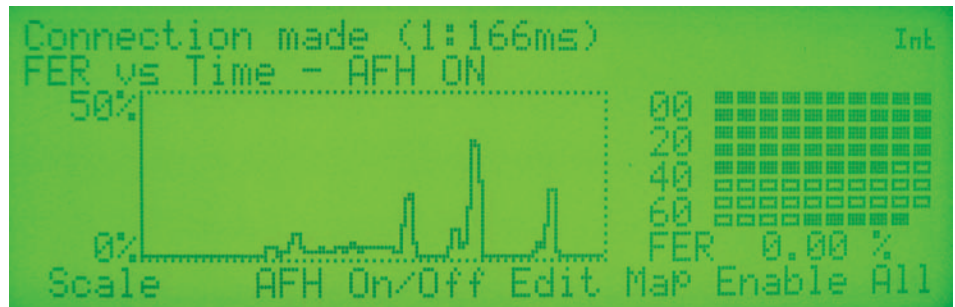 Connection made (1:166ms)
Int
FER vs Time - AFH ON
50%
0%
00
20
40
60
FER 0.00 %
Scale AFH On/Off Edit Map Enable All